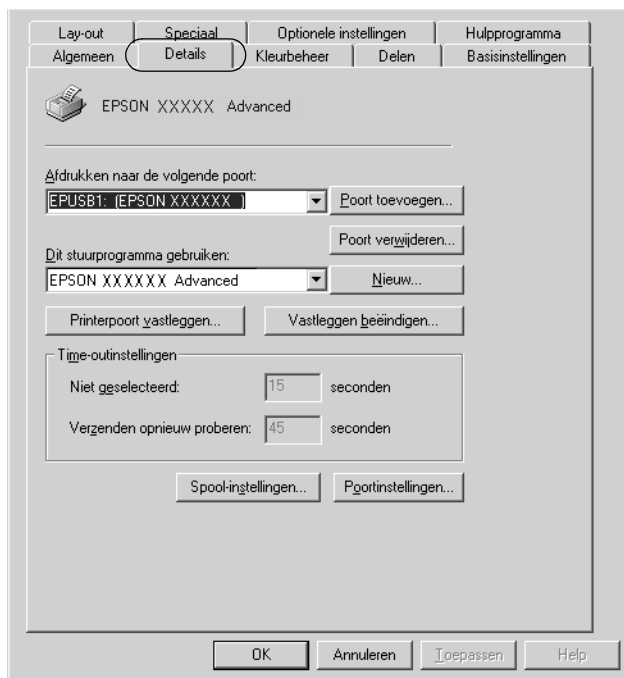 Lay-out Speciaal Optionele instellingen Hulpprogramma
Algemeen Details Kleurbeheer Delen Basisinstellingen
EPSON XXXXX Advanced
Afdrukken naar de volgende poort:
EPUSB1: (EPSON XXXXXX ) Poort toevoegen...
Poort verwijderen...
Dit stuurprogramma gebruiken:
EPSON XXXXXX Advanced Nieuw...
Printerpoort vastleggen... Vastleggen beëindigen...
Time-outinstellingen
Niet geselecteerd: 15 seconden
Verzenden opnieuw proberen: 45 seconden
Spool-instellingen... Poortinstellingen...
OK Annuleren Toepassen Help